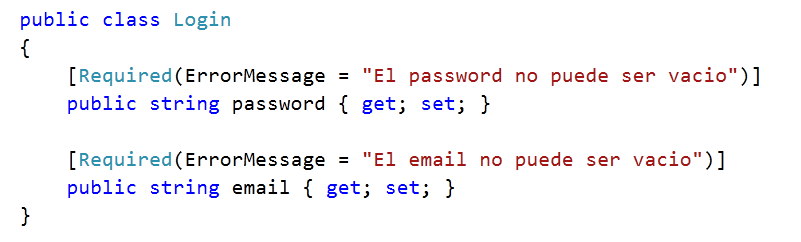 public class Login
{
[Required(ErrorMessage = "El password no puede ser vacio")]
public string password { get; set; }
[Required(ErrorMessage = "El email no puede ser vacio")]
public string email { get; set; }
}